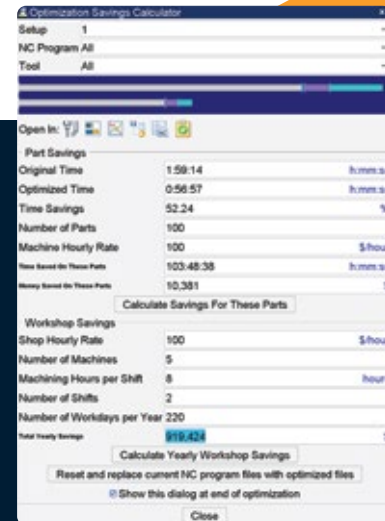 Optimization Savings Calculator
Setup 1
NC Program All
Tool All
Open In:
Part Savings
Original Time 1:59:14 h:mm:s
Optimized Time 0:56:57 h:mm:s
Time Savings 52.24 %
Number of Parts 100
Machine Hourly Rate 100 $/hou
Time Saved On These Parts 103:48:38 h:mm:s
Money Saved On These Parts 10,381 $
Calculate Savings For These Parts
Workshop Savings
Shop Hourly Rate 100 $/hou
Number of Machines 5
Machining Hours per Shift 8 hour
Number of Shifts 2
Number of Workdays per Year 220
Total Yearly Savings 919,424 $
Calculate Yearly Workshop Savings
Reset and replace current NC program files with optimized files
Show this dialog at end of optimization
Close